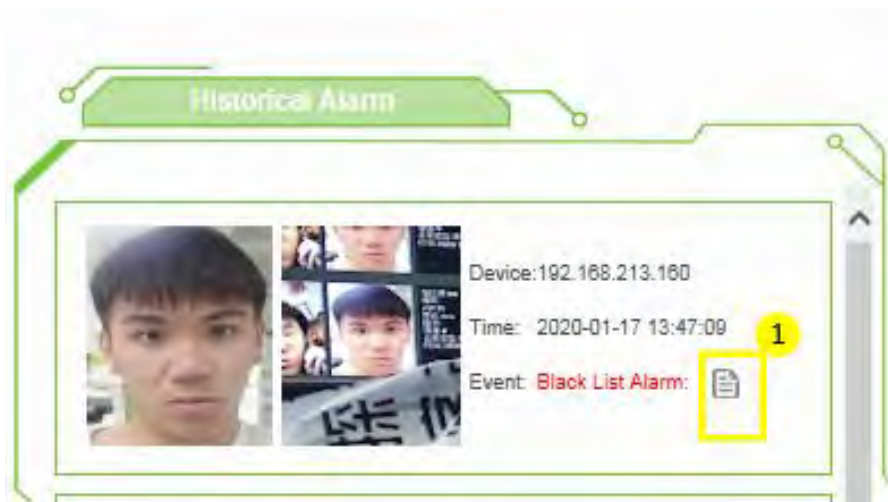 Historical Alarm
Device:192.168.213.160
Time: 2020-01-17 13:47:09
1
Event: Black List Alarm: